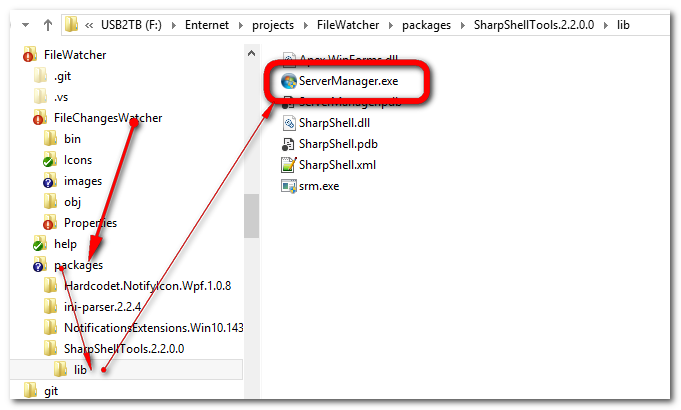 USB2TB (F:) Enternet projects FileWatcher packages SharpShellTools.2.2.0.0 lib
FileWatcher
.git
.vs
FileChangesWatcher
bin
Icons
images
obj
Properties
help
packages
Hardcodet.NotifyIcon.Wpf.1.0.8
ini-parser.2.2.4
NotificationsExtensions.Win10.143
SharpShellTools.2.2.0.0
lib
git
Apex.WinForms.dll
ServerManager.exe
ServerManager.pdb
SharpShell.dll
SharpShell.pdb
SharpShell.xml
srm.exe